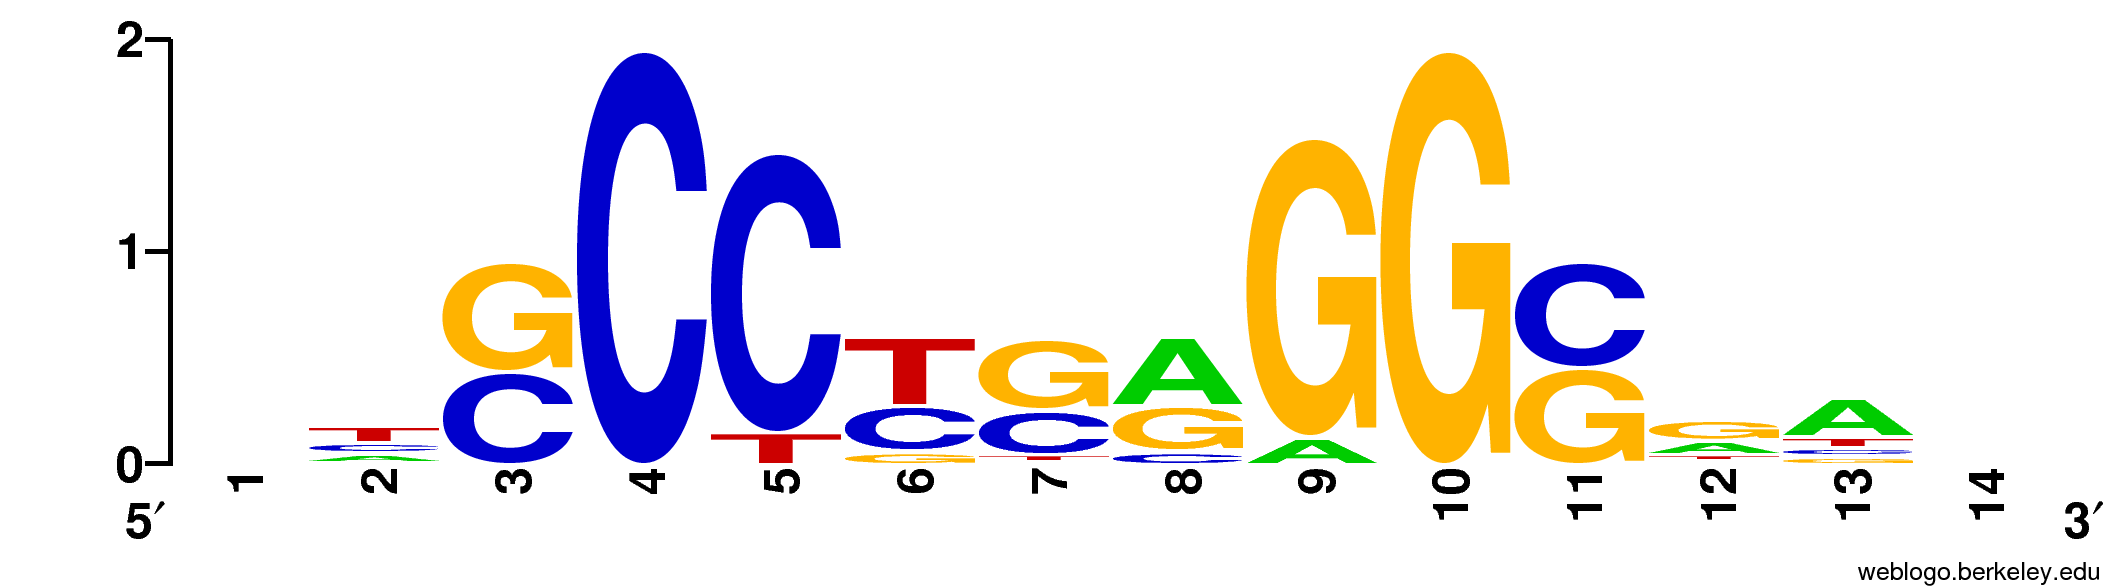 2
1
0
T C A
G C
C
C T
T C G
G C T
A G C
G A
G
C G
G A T
A T C G
1 2 3 4 5 6 7 8 9 10 11 12 13 14
5′ 3′
weblogo.berkeley.edu